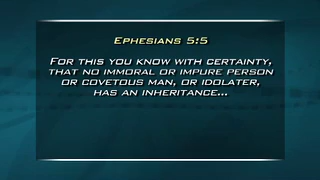 Ephesians 5:5
For this you know with certainty,
that no immoral or impure person
or covetous man, or idolater,
has an inheritance...